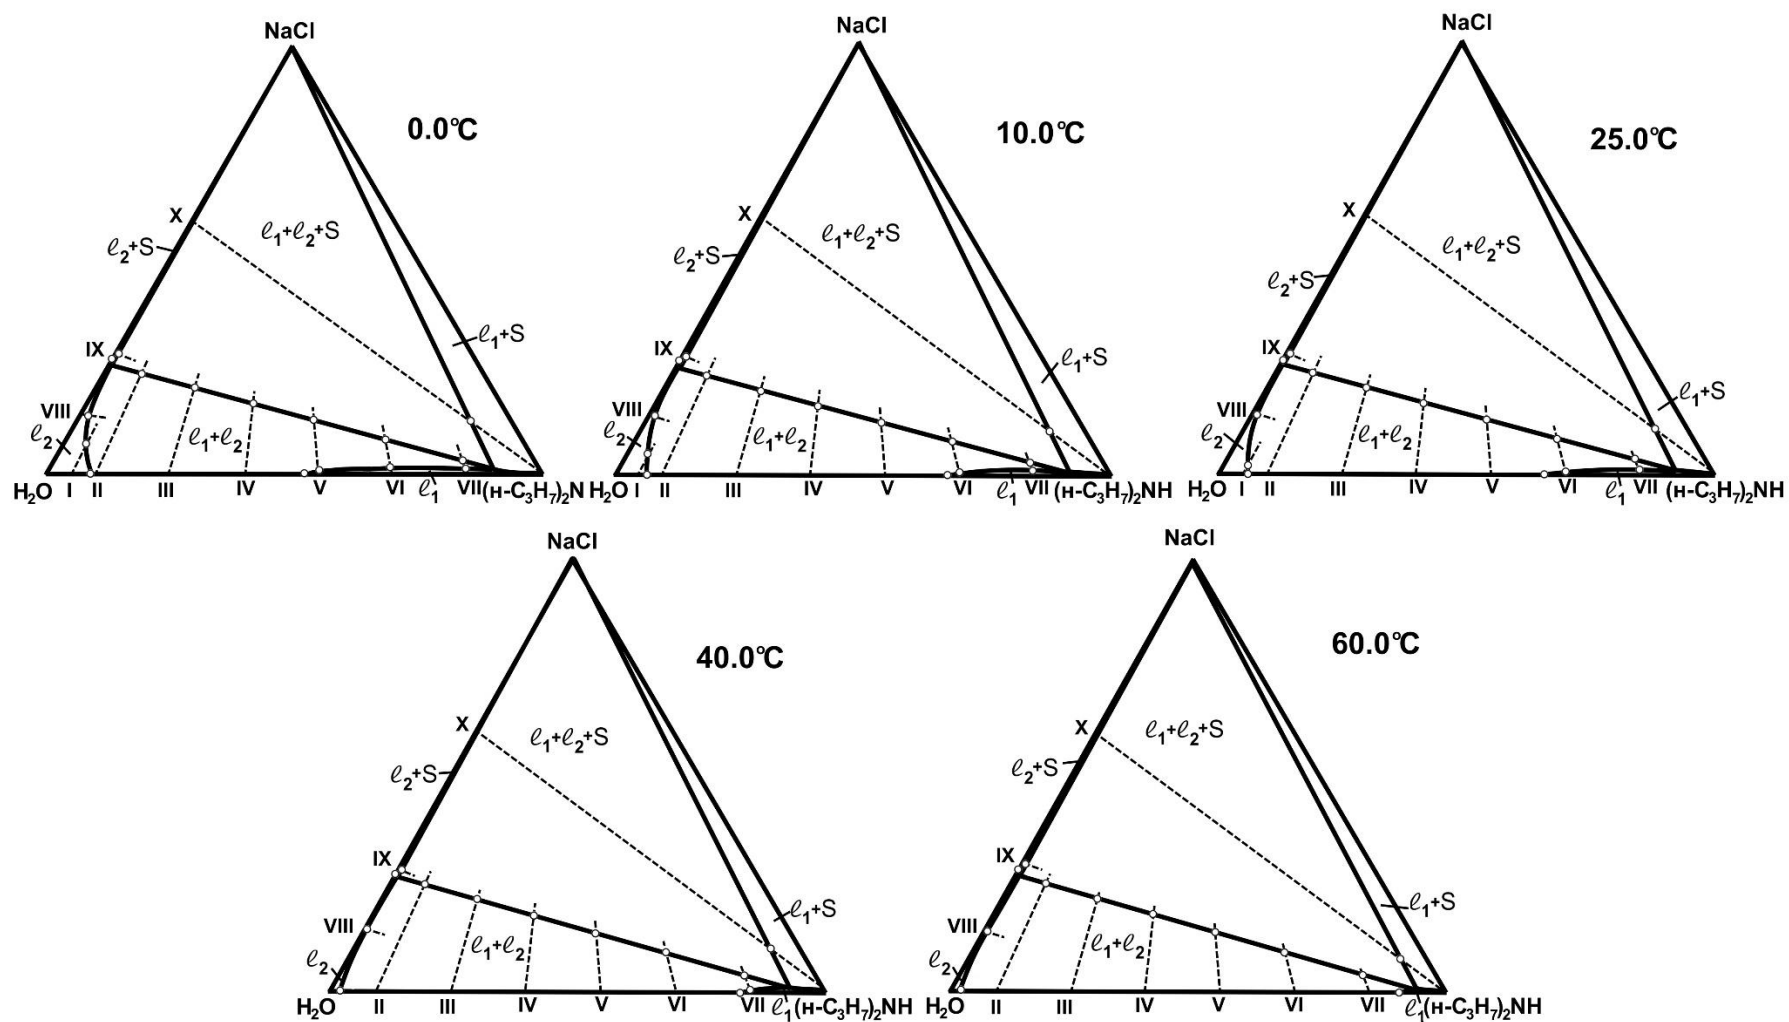 NaCl
0.0℃
X
ℓ2+S
ℓ1+ℓ2+S
IX
ℓ1+S
VIII
ℓ2
ℓ1+ℓ2
H2O I II III IV V VI ℓ1 VII (н-C3H7)2N
NaCl
10.0℃
X
ℓ2+S
ℓ1+ℓ2+S
IX
ℓ1+S
VIII
ℓ2
ℓ1+ℓ2
H2O I II III IV V VI ℓ1 VII (н-C3H7)2NH
NaCl
25.0℃
X
ℓ2+S
ℓ1+ℓ2+S
IX
ℓ1+S
VIII
ℓ2
ℓ1+ℓ2
H2O I II III IV V VI ℓ1 VII (н-C3H7)2NH
NaCl
40.0℃
X
ℓ2+S
ℓ1+ℓ2+S
IX
ℓ1+S
VIII
ℓ2
ℓ1+ℓ2
H2O II III IV V VI VII ℓ1 (н-C3H7)2NH
NaCl
60.0℃
X
ℓ2+S
ℓ1+ℓ2+S
IX
ℓ1+S
VIII
ℓ2
ℓ1+ℓ2
H2O II III IV V VI VII ℓ1 (н-C3H7)2NH